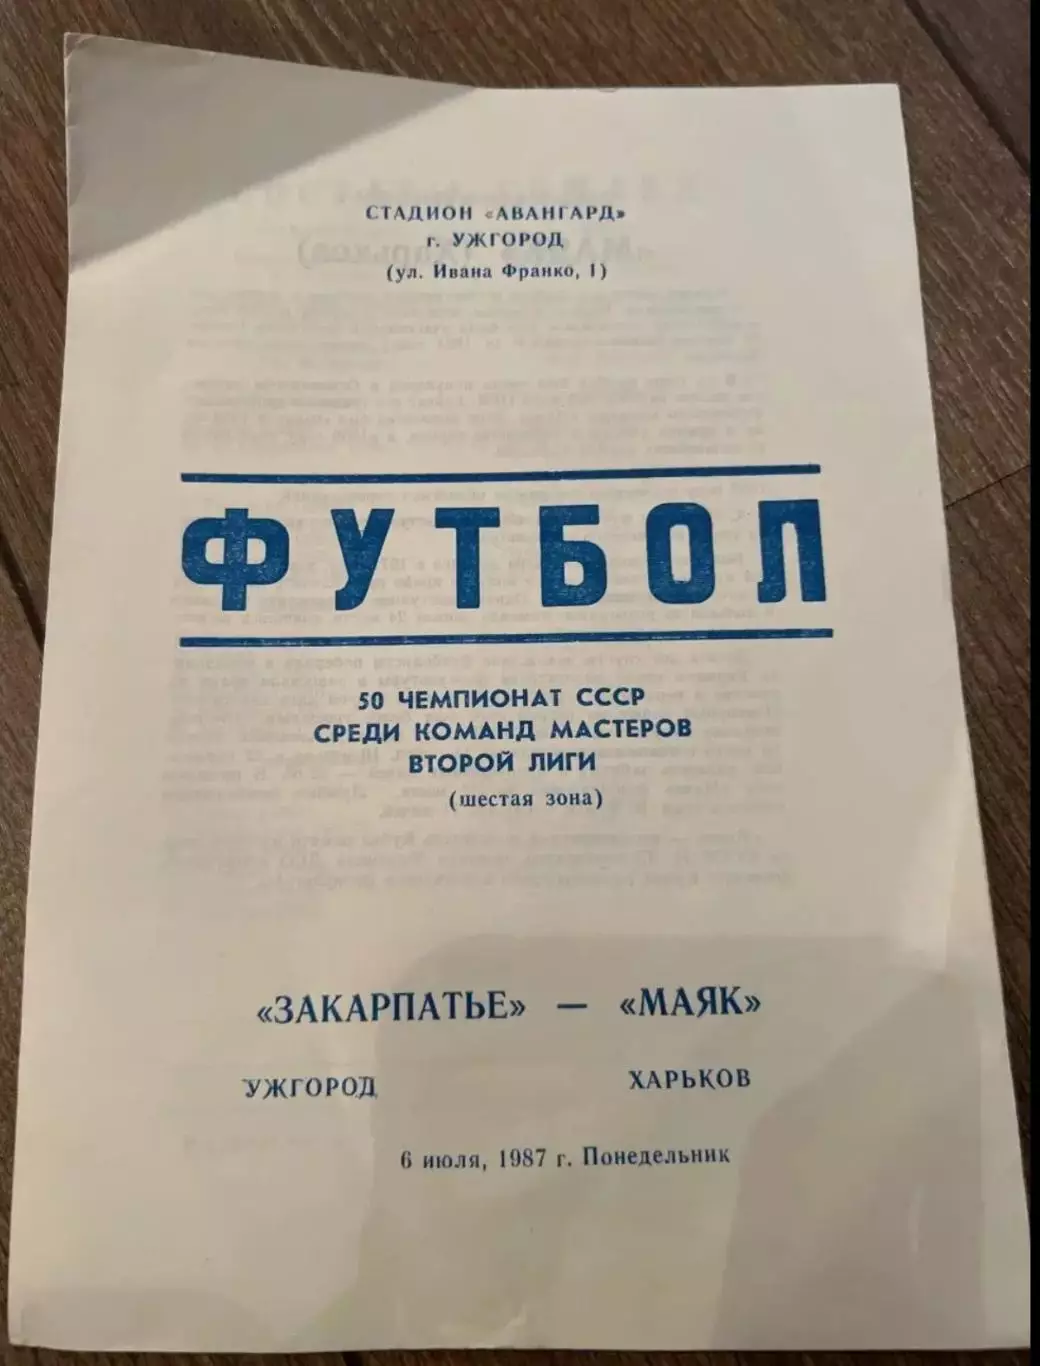 СТАДИОН «АВАНГАРД»
г. УЖГОРОД
(ул. Ивана Франко, 1)
ФУТБОЛ
50 ЧЕМПИОНАТ СССР
СРЕДИ КОМАНД МАСТЕРОВ
ВТОРОЙ ЛИГИ
(шестая зона)
«ЗАКАРПАТЬЕ» — «МАЯК»
УЖГОРОД ХАРЬКОВ
6 июля, 1987 г. Понедельник